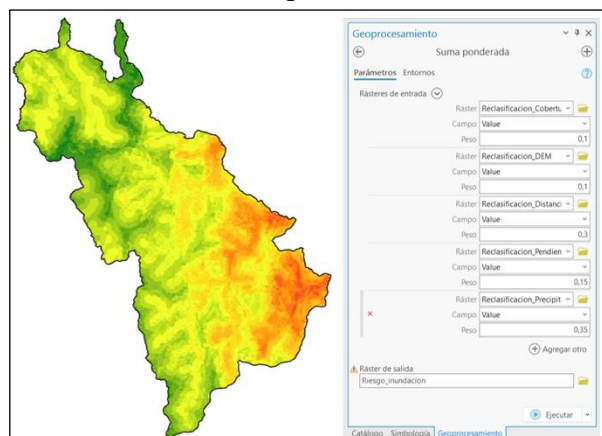 Geoprocesamiento
Suma ponderada
Parámetros Entornos
Rásteres de entrada
Ráster Reclasificacion_Cobertu
Campo Value
Peso 0,1
Ráster Reclasificacion_DEM
Campo Value
Peso 0,1
Ráster Reclasificacion_Distanci
Campo Value
Peso 0,3
Ráster Reclasificacion_Pendien
Campo Value
Peso 0,15
Ráster Reclasificacion_Precipit
Campo Value
Peso 0,35
Agregar otro
Ráster de salida
Riesgo_inundacion
Ejecutar
Catálogo Simbología Geoprocesamiento